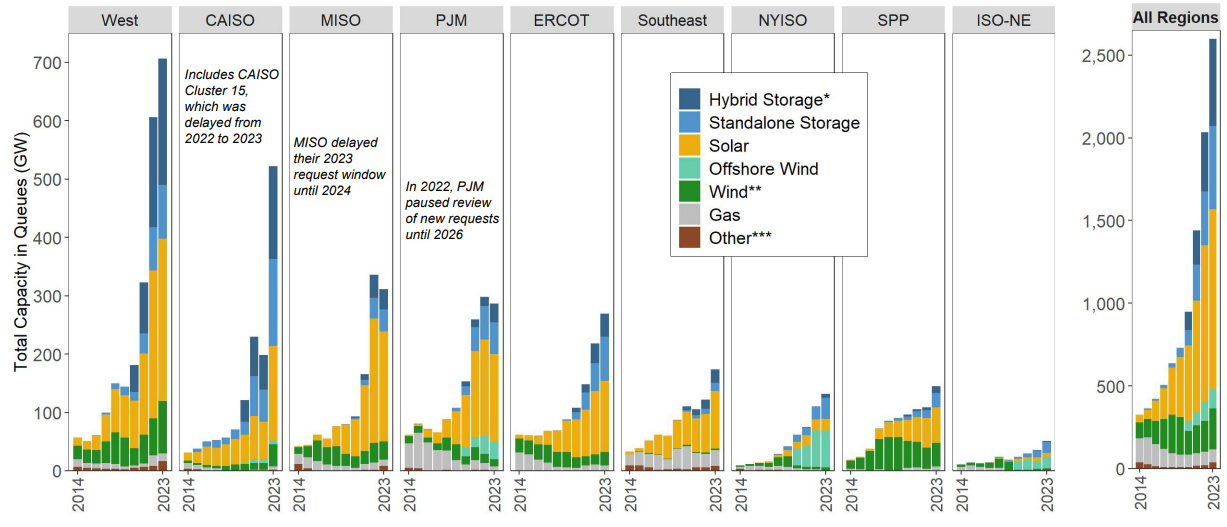 West CAISO MISO PJM ERCOT Southeast NYISO SPP ISO-NE All Regions
Total Capacity in Queues (GW)
700
600
500
400
300
200
100
0
Includes CAISO
Cluster 15,
which was
delayed from
2022 to 2023
MISO delayed
their 2023
request window
until 2024
In 2022, PJM
paused review
of new requests
until 2026
Hybrid Storage*
Standalone Storage
Solar
Offshore Wind
Wind**
Gas
Other***
2,500
2,000
1,500
1,000
500
0
2014 2023 2014 2023 2014 2023 2014 2023 2014 2023 2014 2023 2014 2023 2014 2023 2014 2023 2014 2023